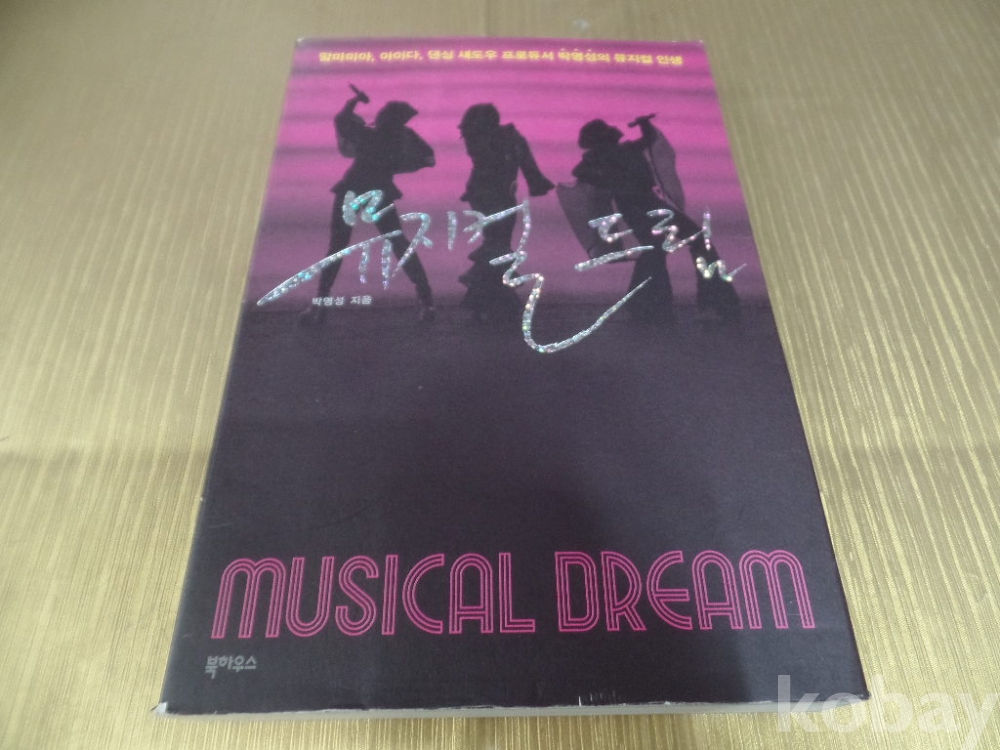 맘마미아, 아이다, 댄싱 섀도우 프로듀서 박명성의 뮤지컬 인생
뮤지컬 드림
박명성 지음
MUSICAL DREAM
북하우스
kobay